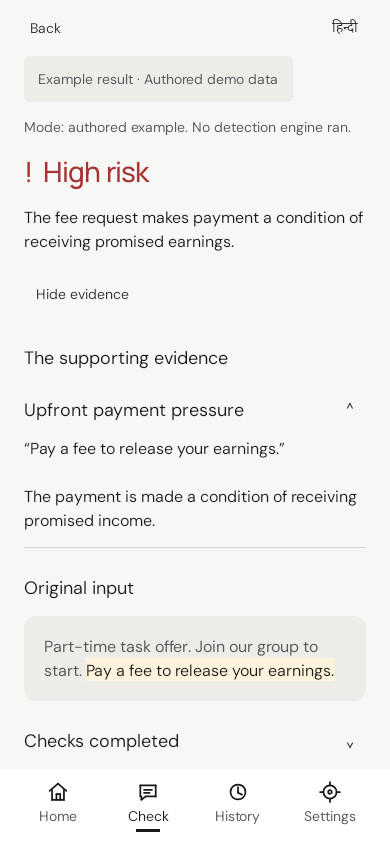 Back
हिन्दी
Example result · Authored demo data
Mode: authored example. No detection engine ran.
! High risk
The fee request makes payment a condition of
receiving promised earnings.
Hide evidence
The supporting evidence
Upfront payment pressure
“Pay a fee to release your earnings.”
The payment is made a condition of receiving
promised income.
Original input
Part-time task offer. Join our group to
start. Pay a fee to release your earnings.
Checks completed
Home
Check
History
Settings